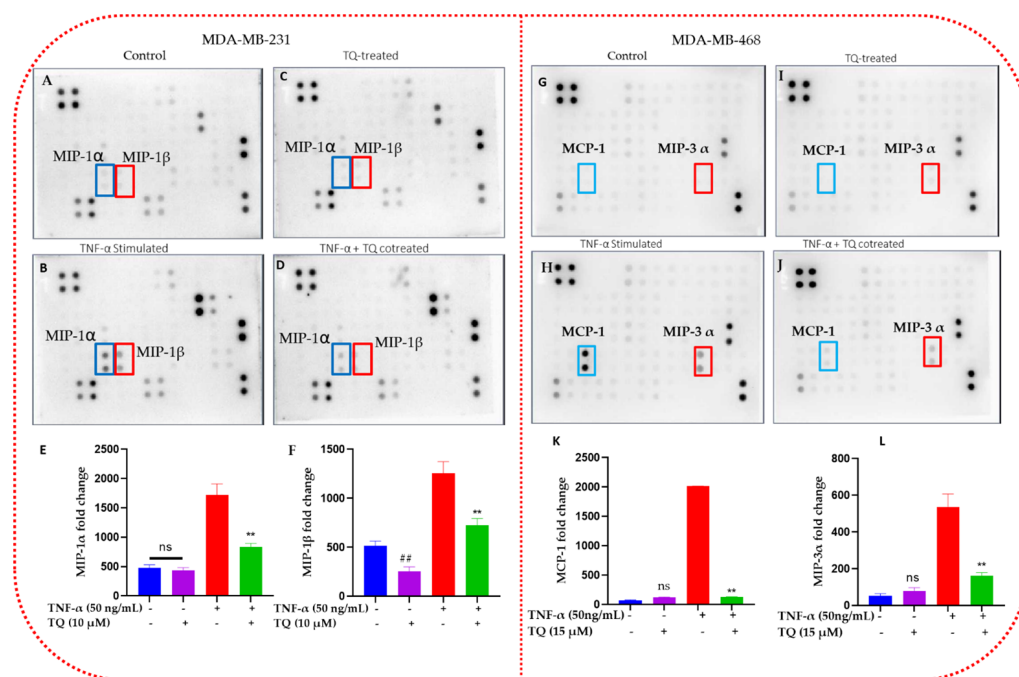 MDA-MB-231
Control
TQ-treated
A
MIP-1α
MIP-1β
C
MIP-1α
MIP-1β
TNF-α Stimulated
TNF-α + TQ cotreated
B
MIP-1α
MIP-1β
D
MIP-1α
MIP-1β
E
MIP-1α fold change
2500
2000
1500
1000
500
0
ns
**
TNF-α (50 ng/mL)
- - + +
TQ (10 μM)
- + - +
F
MIP-1β fold change
1500
1000
500
0
##
**
TNF-α (50 ng/mL)
- - + +
TQ (10 μM)
- + - +
MDA-MB-468
Control
TQ-treated
G
MCP-1
MIP-3 α
I
MCP-1
MIP-3 α
TNF-α Stimulated
TNF-α + TQ cotreated
H
MCP-1
MIP-3 α
J
MCP-1
MIP-3 α
K
MCP-1 fold change
2500
2000
1500
1000
500
0
ns
**
TNF-α (50ng/mL)
- - + +
TQ (15 μM)
- + - +
L
MIP-3α fold change
800
600
400
200
0
ns
**
TNF-α (50ng/mL)
- - + +
TQ (15 μM)
- + - +